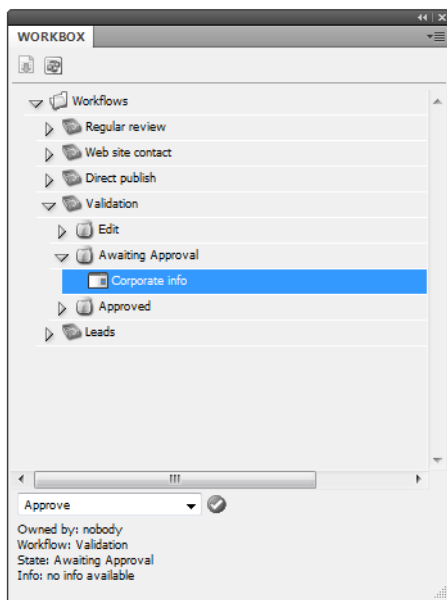 WORKBOX
Workflows
Regular review
Web site contact
Direct publish
Validation
Edit
Awaiting Approval
Corporate info
Approved
Leads
Approve
Owned by: nobody
Workflow: Validation
State: Awaiting Approval
Info: no info available